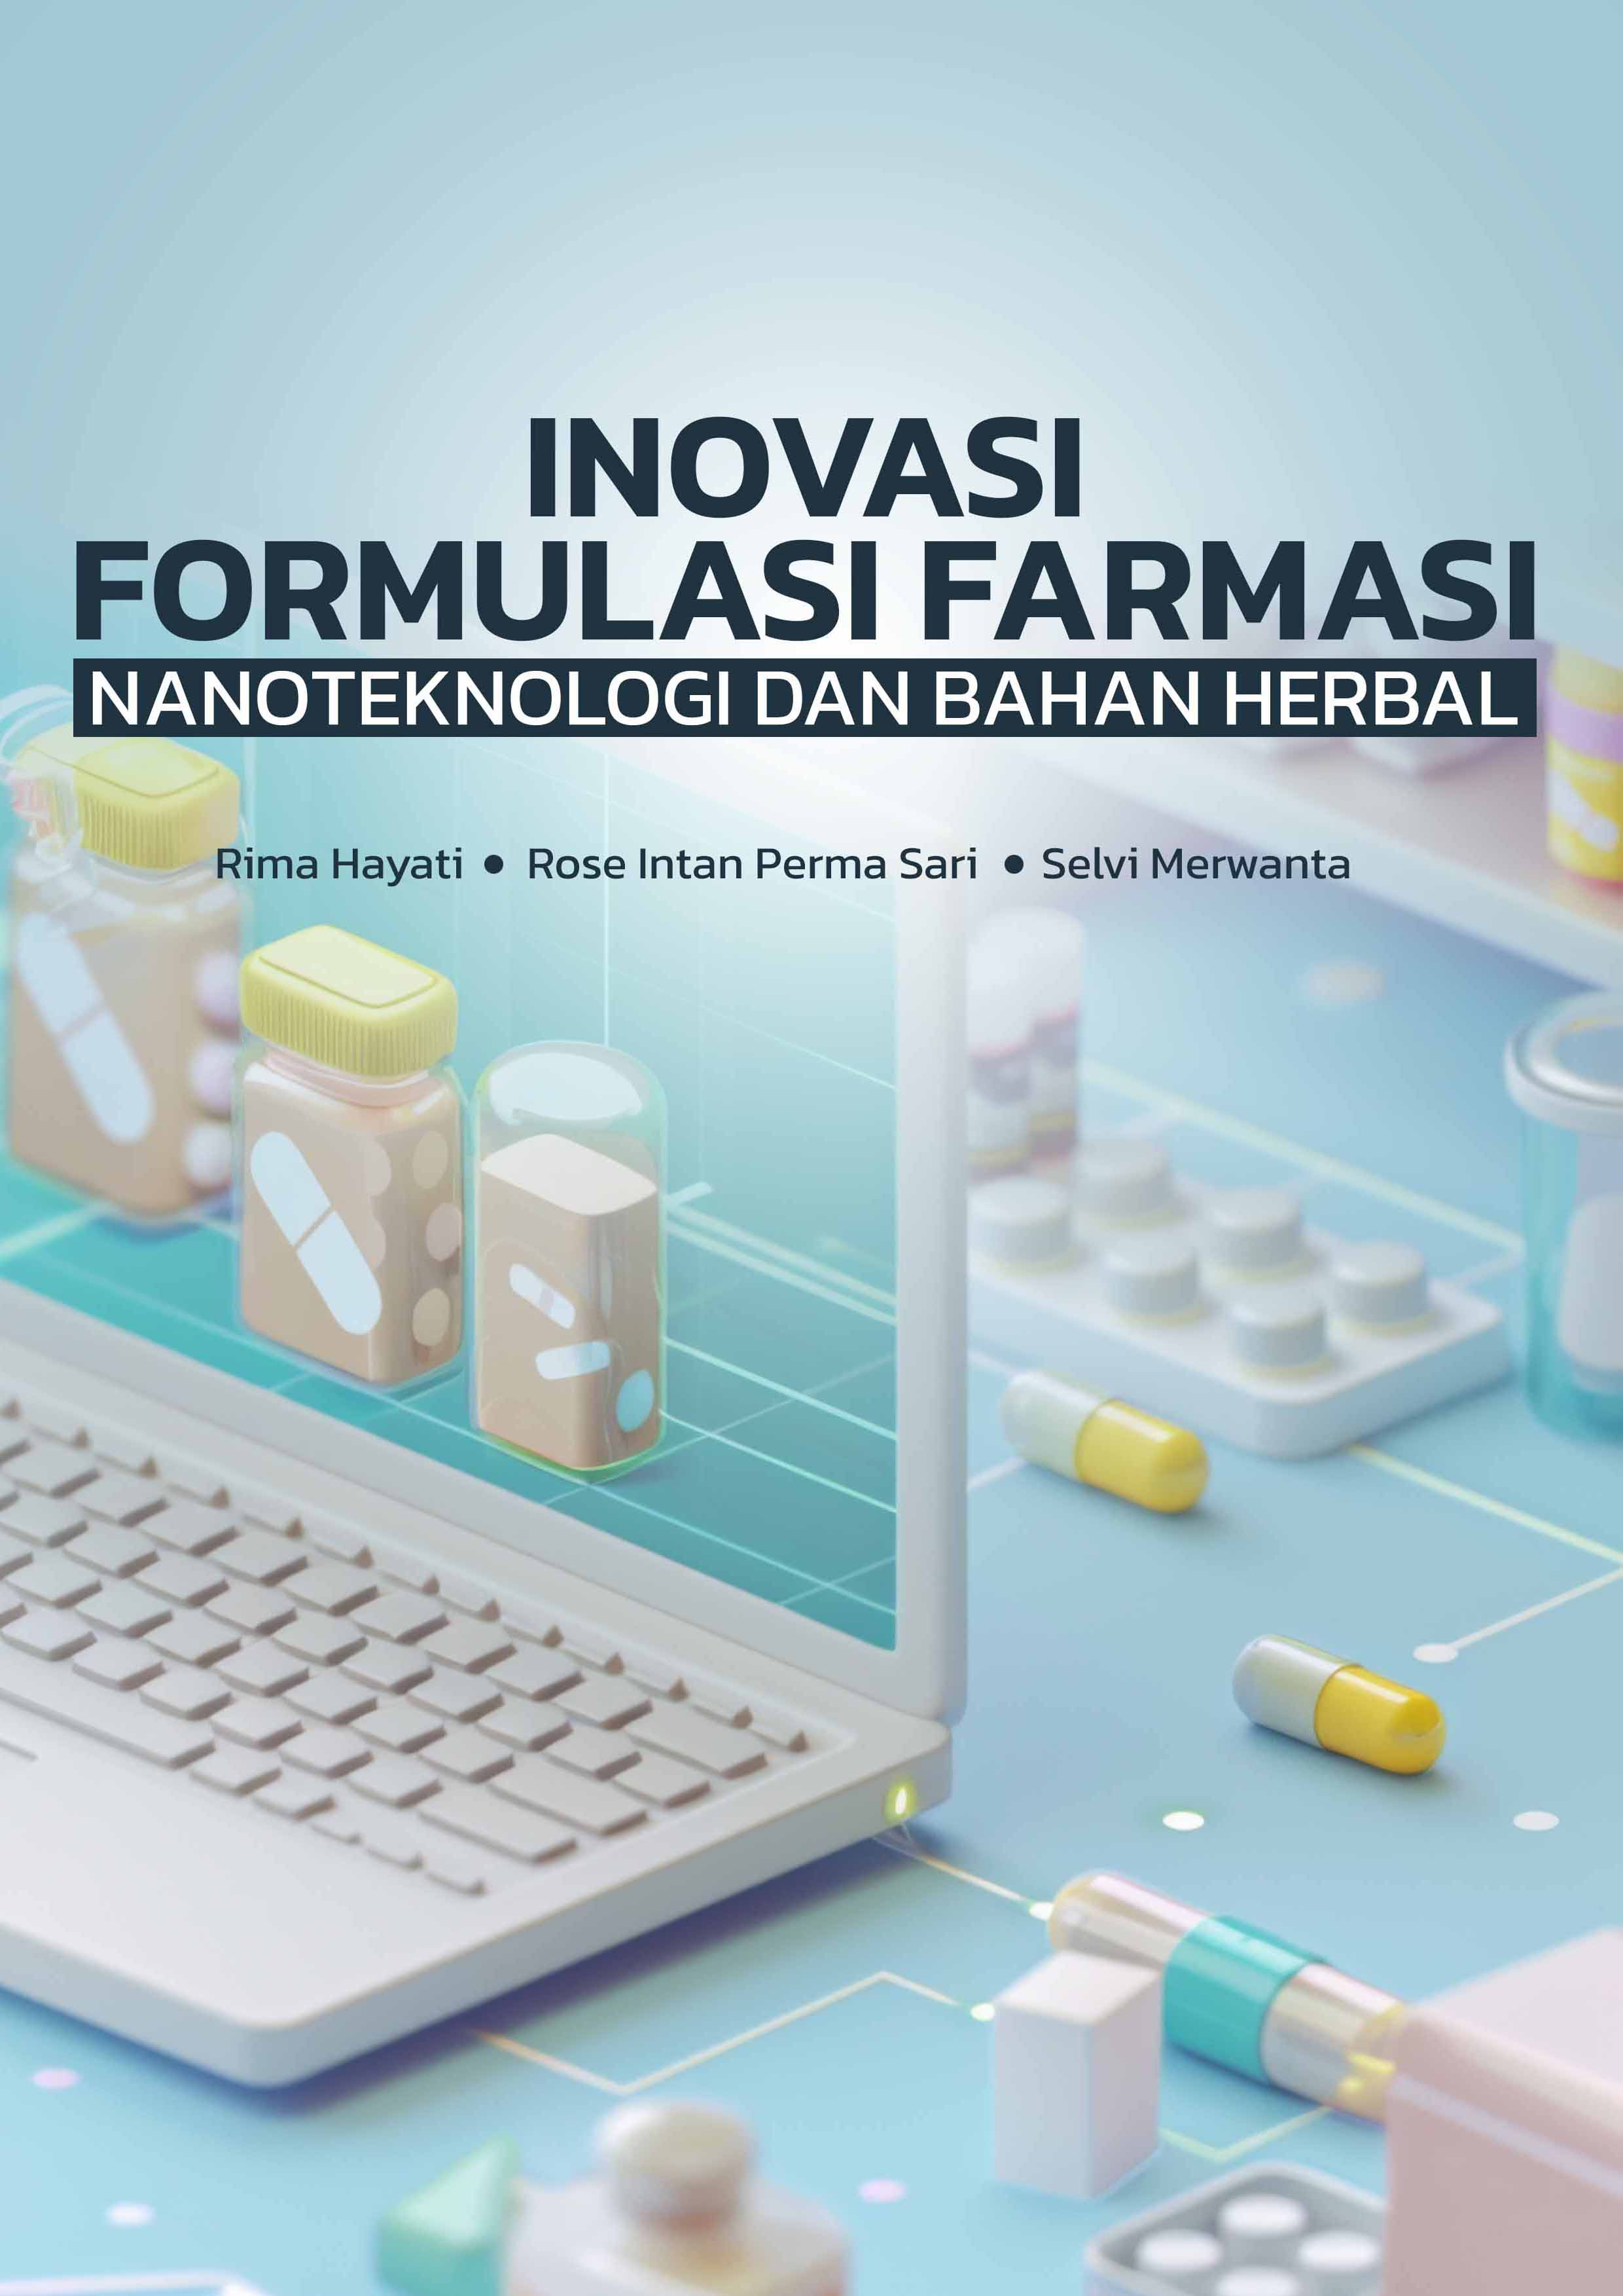 INOVASI
FORMULASI FARMASI
NANOTEKNOLOGI DAN BAHAN HERBAL
Rima Hayati ● Rose Intan Perma Sari ● Selvi Merwanta